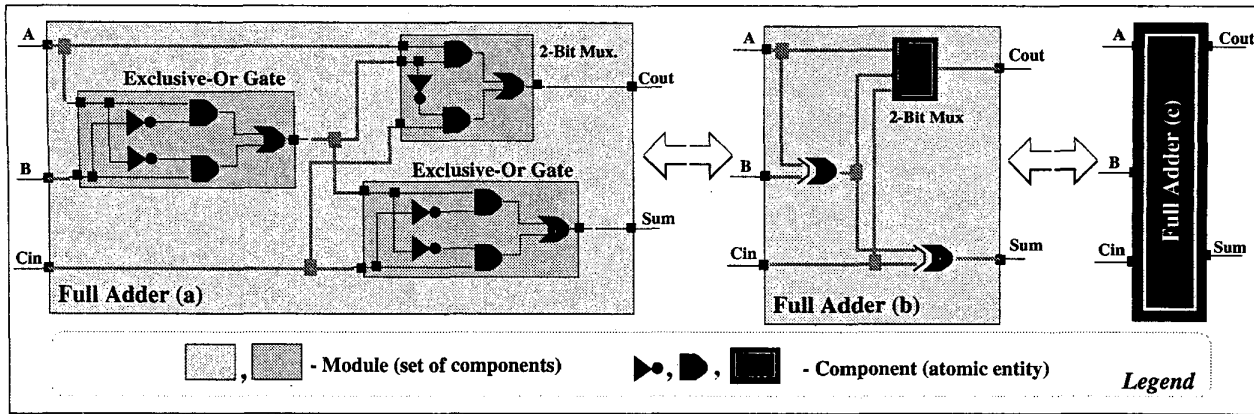 A
2-Bit Mux.
Exclusive-Or Gate
Cout
B
Exclusive-Or Gate
Sum
Cin
Full Adder (a)
A
Cout
2-Bit Mux
B
Cin
Sum
Full Adder (b)
A
Cout
B
Full Adder (c)
Cin
Sum
, - Module (set of components)
, , - Component (atomic entity)
Legend